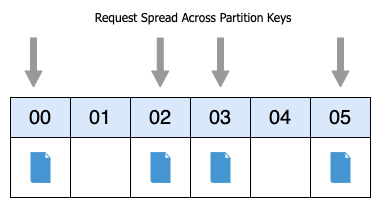 Request Spread Across Partition Keys
00 01 02 03 04 05